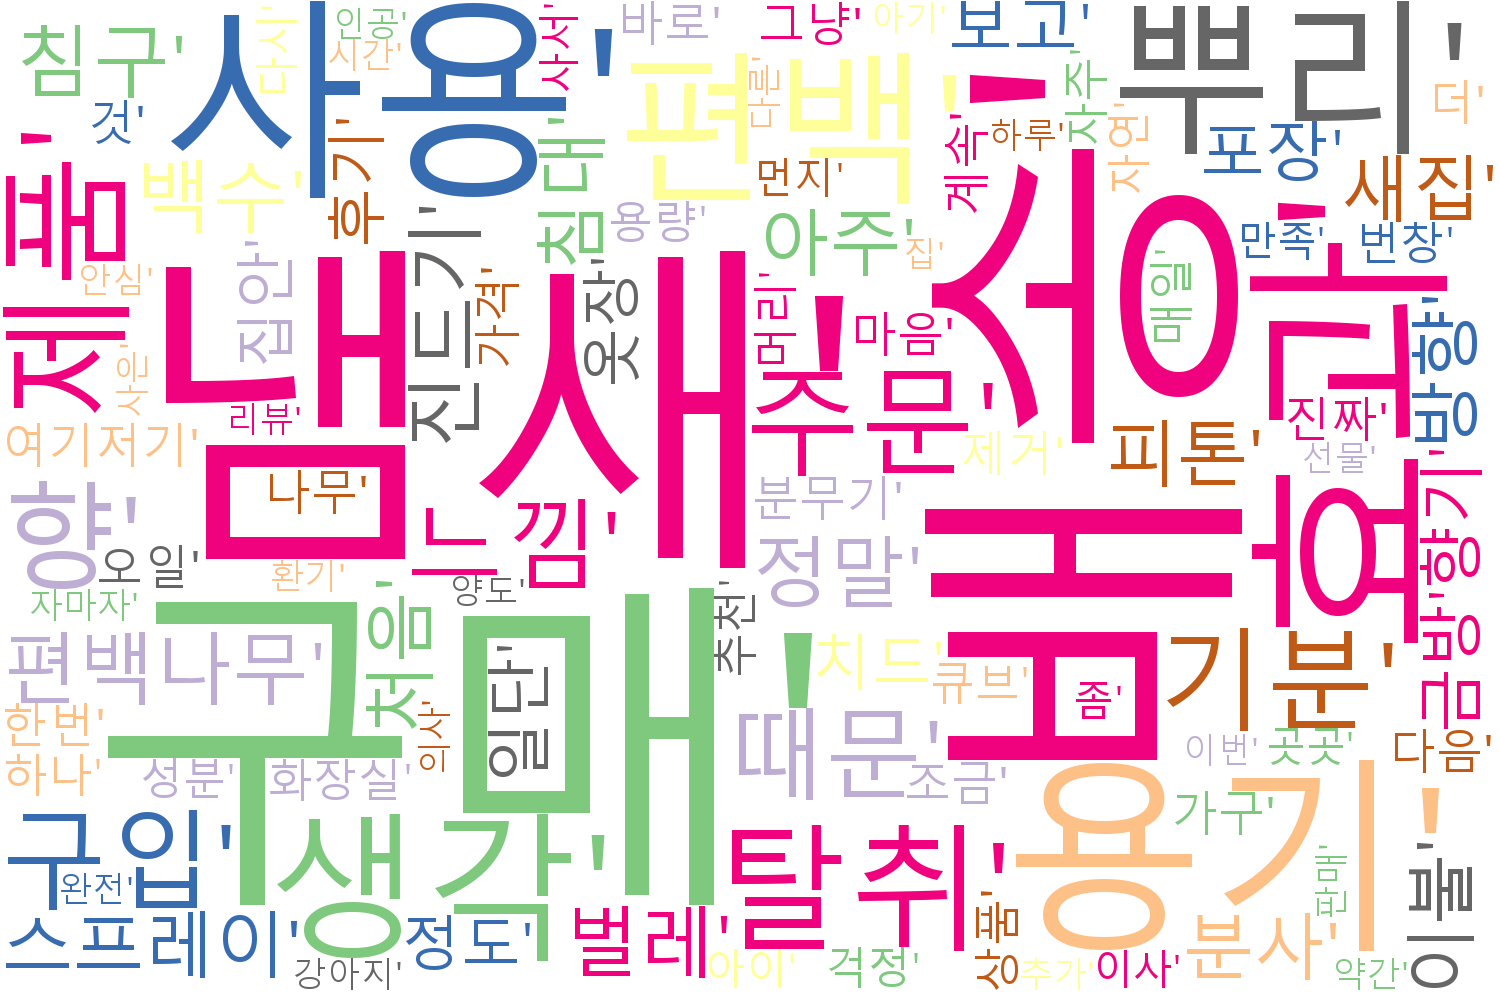 침구'
사용'
다시'
인공'
시간'
사서'
바로'
그냥'
아기'
보고'
뿌리'
더'
것'
편백'
다른'
자주'
자연'
하루'
계속'
포장'
새집'
백수'
후기'
침대'
먼지'
용량'
아주'
집'
소독'
만족'
번창'
제품'
안심'
집안'
진드기'
가격'
옷장'
냄새'
머리'
마음'
매일'
효과'
방향'
사은'
리뷰'
주문'
진짜'
여기저기'
나무'
제거'
피톤'
선물'
향'
느낌'
분무기'
몸'
향기'
오일'
환기'
양도'
정말'
자마자'
구매'
처음'
추천'
방금'
편백나무'
일단'
치드'
큐브'
좀'
기분'
한번'
의사'
때문'
이번'
곳곳'
다음'
하나'
성분'
화장실'
조금'
용기'
가구'
구입'
생각'
탈취'
판매'
이불'
완전'
스프레이'
정도'
벌레'
상품'
분사'
강아지'
아이'
걱정'
추가'
이사'
약간'